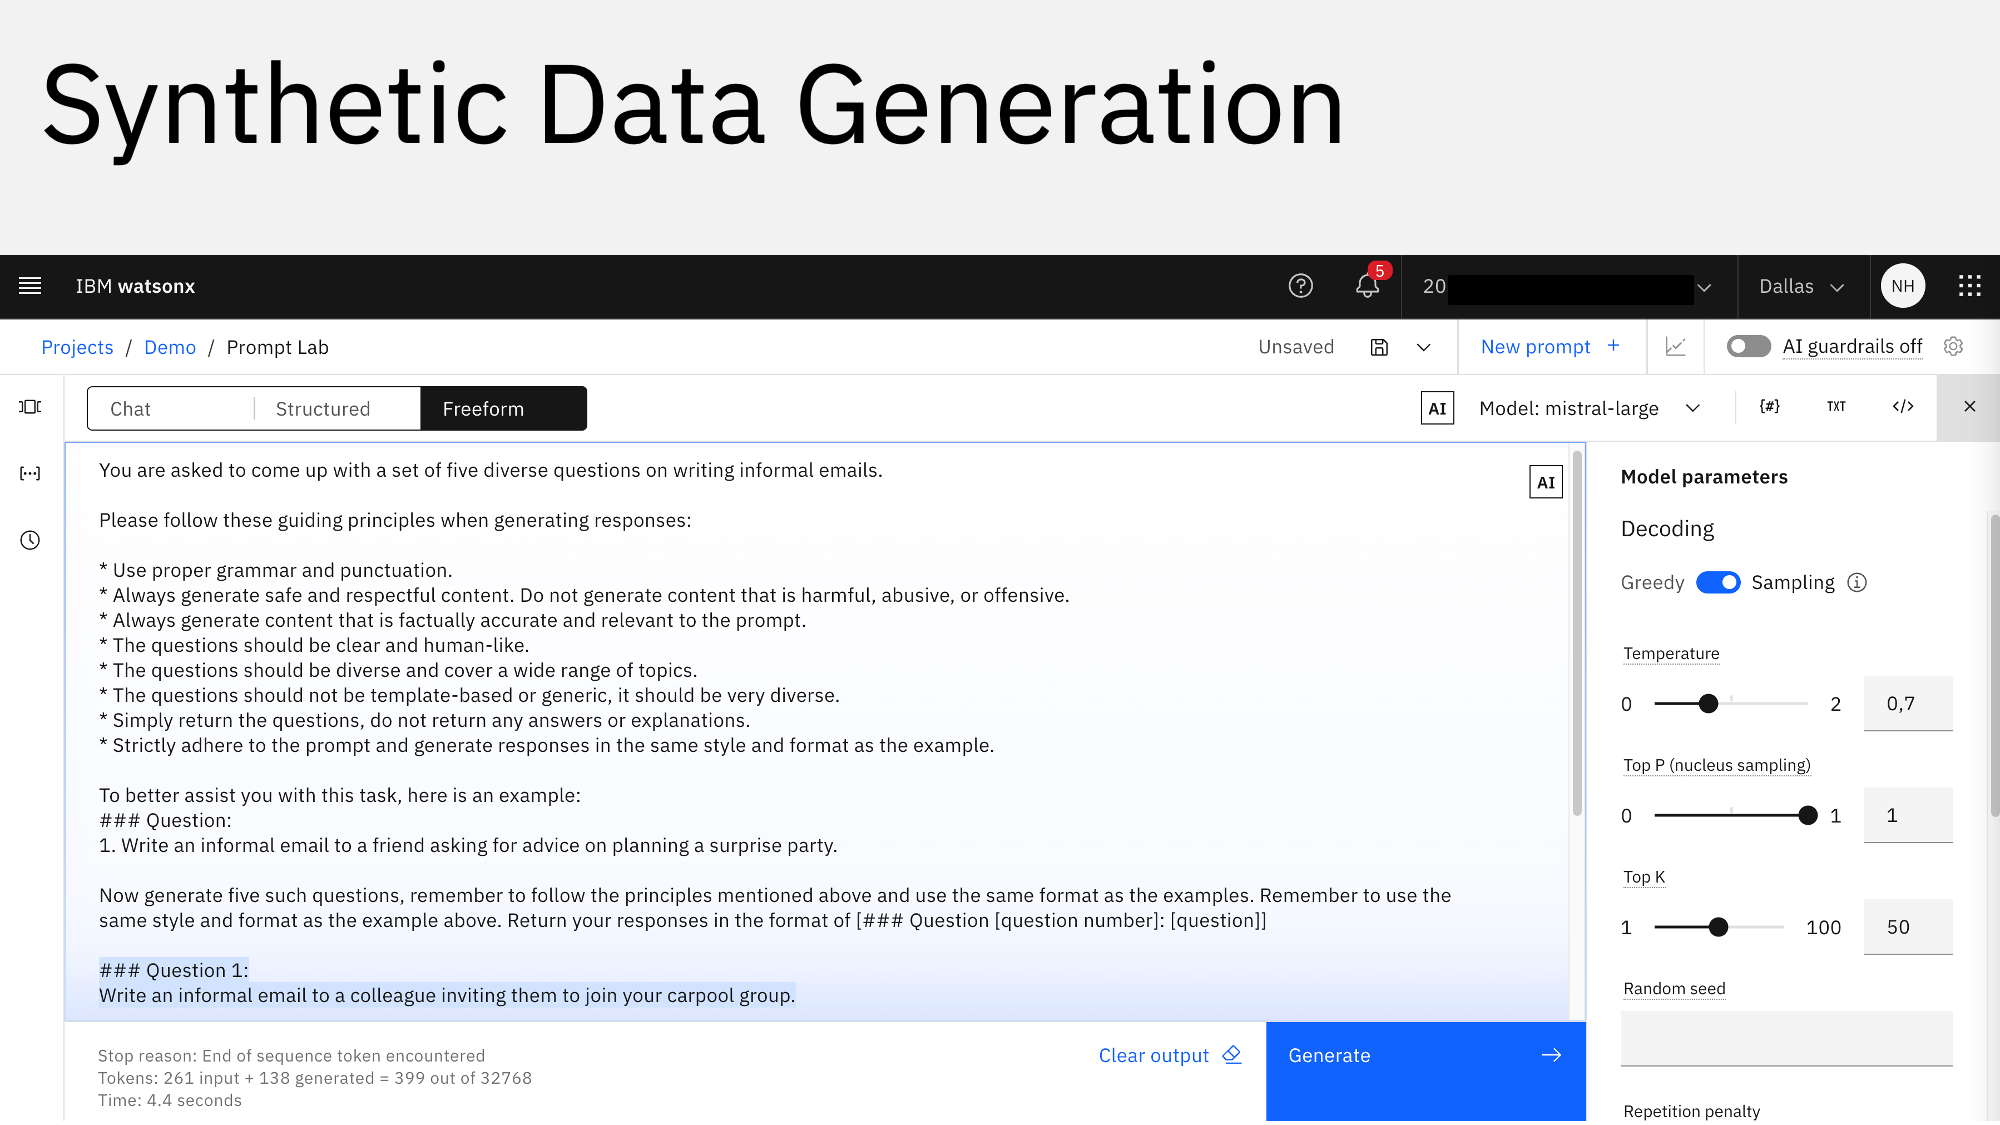 Synthetic Data Generation
IBM watsonx
5
20
Dallas
NH
Projects / Demo / Prompt Lab
Unsaved
New prompt +
AI guardrails off
Chat
Structured
Freeform
AI
Model: mistral-large
{#}
TXT
</>
You are asked to come up with a set of five diverse questions on writing informal emails.
AI
Please follow these guiding principles when generating responses:
* Use proper grammar and punctuation.
* Always generate safe and respectful content. Do not generate content that is harmful, abusive, or offensive.
* Always generate content that is factually accurate and relevant to the prompt.
* The questions should be clear and human-like.
* The questions should be diverse and cover a wide range of topics.
* The questions should not be template-based or generic, it should be very diverse.
* Simply return the questions, do not return any answers or explanations.
* Strictly adhere to the prompt and generate responses in the same style and format as the example.
To better assist you with this task, here is an example:
### Question:
1. Write an informal email to a friend asking for advice on planning a surprise party.
Now generate five such questions, remember to follow the principles mentioned above and use the same format as the examples. Remember to use the
same style and format as the example above. Return your responses in the format of [### Question [question number]: [question]]
### Question 1:
Write an informal email to a colleague inviting them to join your carpool group.
Stop reason: End of sequence token encountered
Tokens: 261 input + 138 generated = 399 out of 32768
Time: 4.4 seconds
Clear output
Generate
Model parameters
Decoding
Greedy
Sampling
Temperature
0
2
0,7
Top P (nucleus sampling)
0
1
1
Top K
1
100
50
Random seed
Repetition penalty